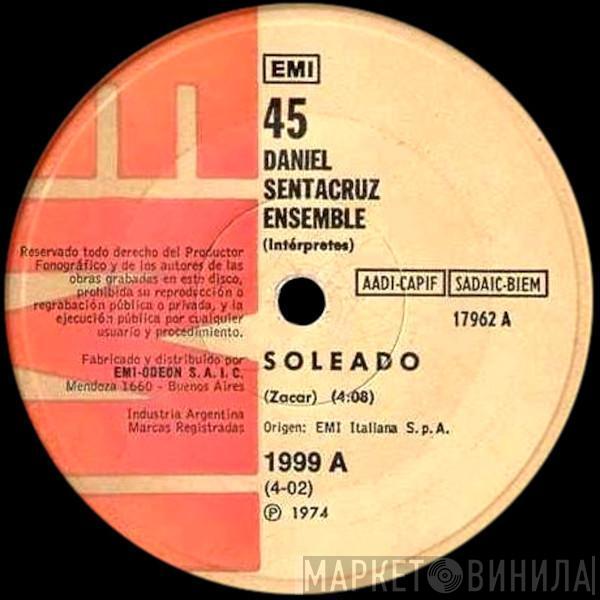 EMI
45
DANIEL
SENTACRUZ
ENSEMBLE
(Intérpretes)
Reservado todo derecho del Productor
Fonográfico y de los autores de las
obras grabadas en este disco,
prohibida su reproducción o
regrabación pública o privada, y la
ejecución pública por cualquier
usuario y procedimiento.
AADI-CAPIF
SADAIC-BIEM
17962 A
Fabricado y distribuido por
EMI-ODEON S.A.I.C.
Mendoza 1660 - Buenos Aires
SOLEADO
(Zacar) (4:08)
Industria Argentina
Marcas Registradas
Origen: EMI Italiana S.p.A.
1999 A
(4-02)
Ⓟ 1974
МАРКЕТ ВИНИЛА